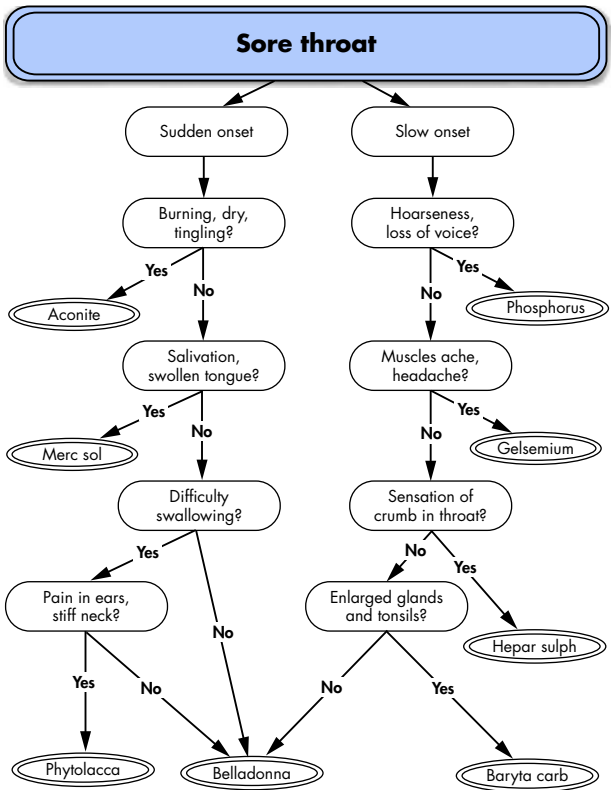 Sore throat
Sudden onset
Slow onset
Burning, dry,
tingling?
Hoarseness,
loss of voice?
Yes
No
Yes
No
Aconite
Phosphorus
Salivation,
swollen tongue?
Muscles ache,
headache?
Yes
No
Yes
No
Merc sol
Gelsemium
Difficulty
swallowing?
Sensation of
crumb in throat?
Yes
No
No
Yes
Pain in ears,
stiff neck?
Enlarged glands
and tonsils?
Hepar sulph
Yes
No
No
Yes
Phytolacca
Belladonna
Baryta carb